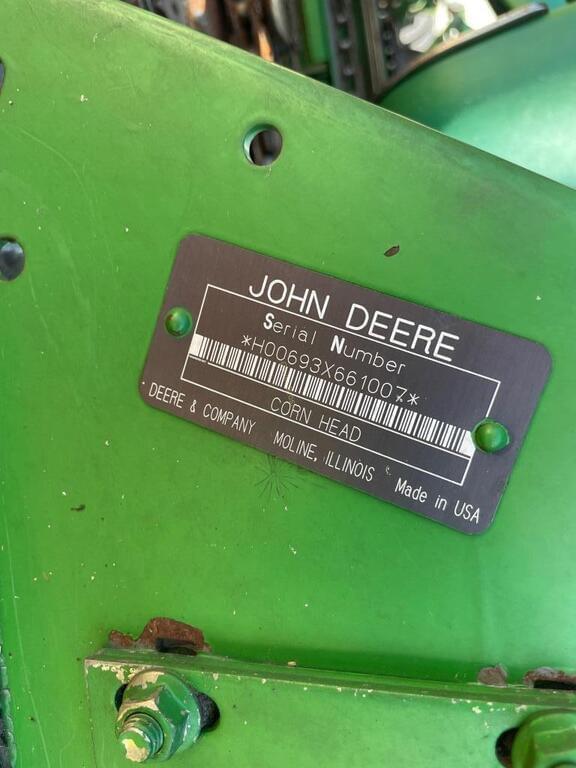 JOHN DEERE
Serial Number
*H00693X661007*
CORN HEAD
DEERE & COMPANY MOLINE, ILLINOIS Made in USA